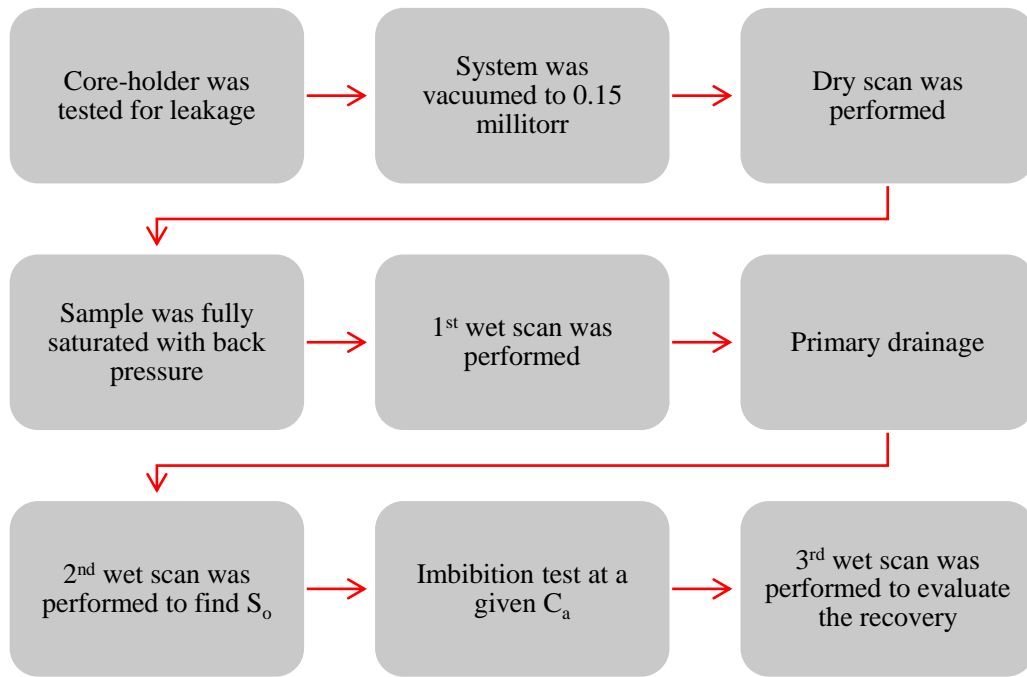 Core-holder was
tested for leakage
System was
vacuumed to 0.15
millitorr
Dry scan was
performed
Sample was fully
saturated with back
pressure
1st wet scan was
performed
Primary drainage
2nd wet scan was
performed to find So
Imbibition test at a
given Ca
3rd wet scan was
performed to evaluate
the recovery